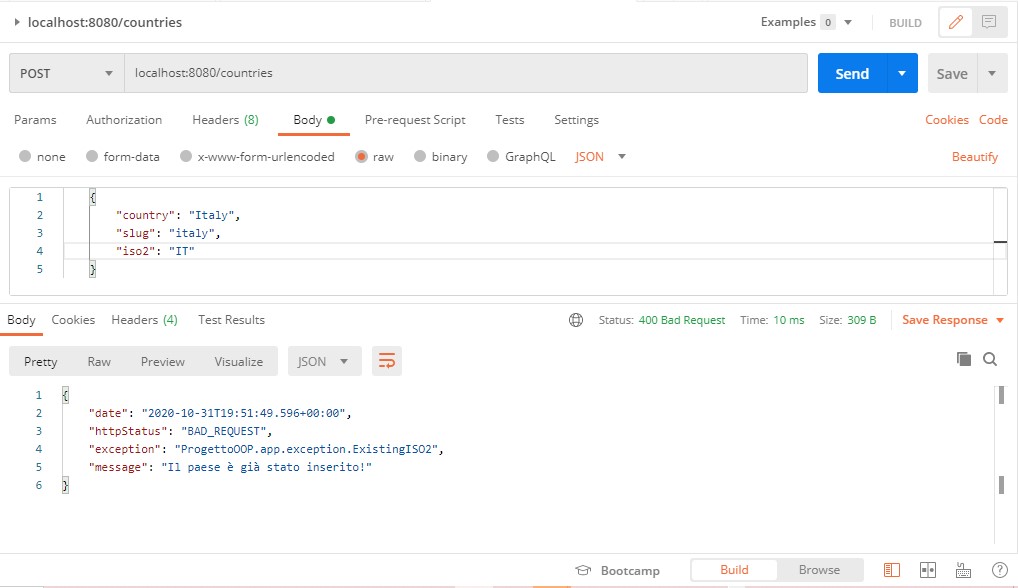 localhost:8080/countries
Examples 0 BUILD
POST localhost:8080/countries Send Save
Params Authorization Headers (8) Body Pre-request Script Tests Settings Cookies Code
none form-data x-www-form-urlencoded raw binary GraphQL JSON Beautify
1 {
2 "country": "Italy",
3 "slug": "italy",
4 "iso2": "IT"
5 }
Body Cookies Headers (4) Test Results Status: 400 Bad Request Time: 10 ms Size: 309 B Save Response
Pretty Raw Preview Visualize JSON
1 {
2 "date": "2020-10-31T19:51:49.596+00:00",
3 "httpStatus": "BAD_REQUEST",
4 "exception": "ProgettoOOP.app.exception.ExistingISO2",
5 "message": "Il paese è già stato inserito!"
6 }
Bootcamp Build Browse ?